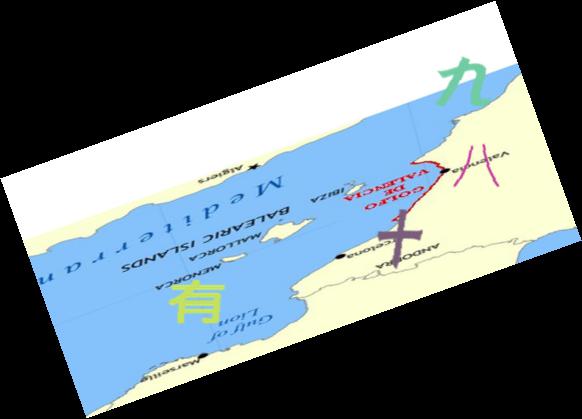 九
八
Valencia
GOLFO
DE
VALENCIA
Algiers
IBIZA
Mediterran
BALEARIC ISLANDS
MALLORCA
MENORCA
十
celona
有
Gulf of
Lion
Marseille